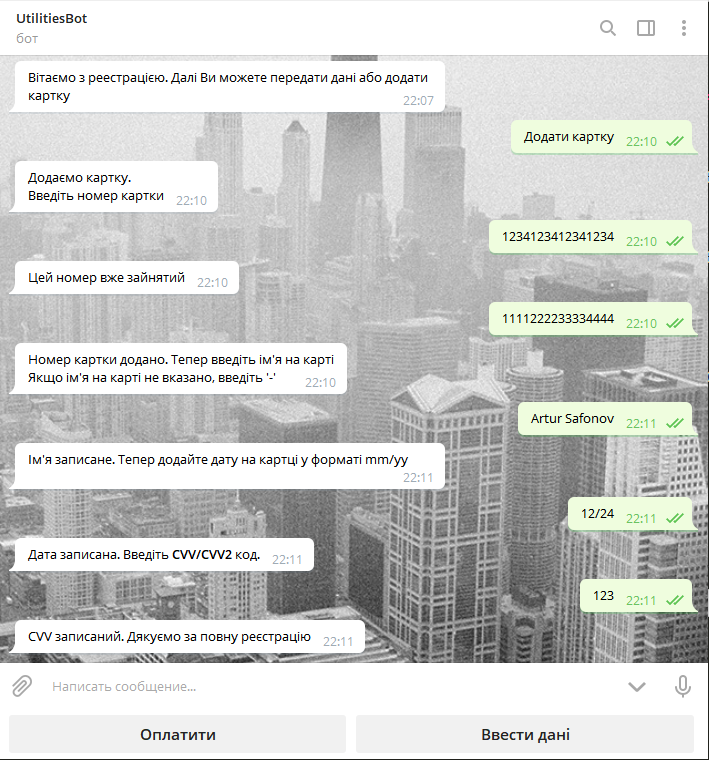 UtilitiesBot
бот
Вітаємо з реестрацією. Далі Ви можете передати дані або додати
картку
22:07
Додати картку 22:10
Додаємо картку.
Введіть номер картки 22:10
1234123412341234 22:10
Цей номер вже зайнятий 22:10
1111222233334444 22:10
Номер картки додано. Тепер введіть ім'я на карті
Якщо ім'я на карті не вказано, введіть '-' 22:10
Artur Safonov 22:11
Ім'я записане. Тепер додайте дату на картці у форматі mm/yy
22:11
12/24 22:11
Дата записана. Введіть CVV/CVV2 код. 22:11
123 22:11
CVV записаний. Дякуємо за повну реєстрацію 22:11
Написать сообщение...
Оплатити Ввести дані